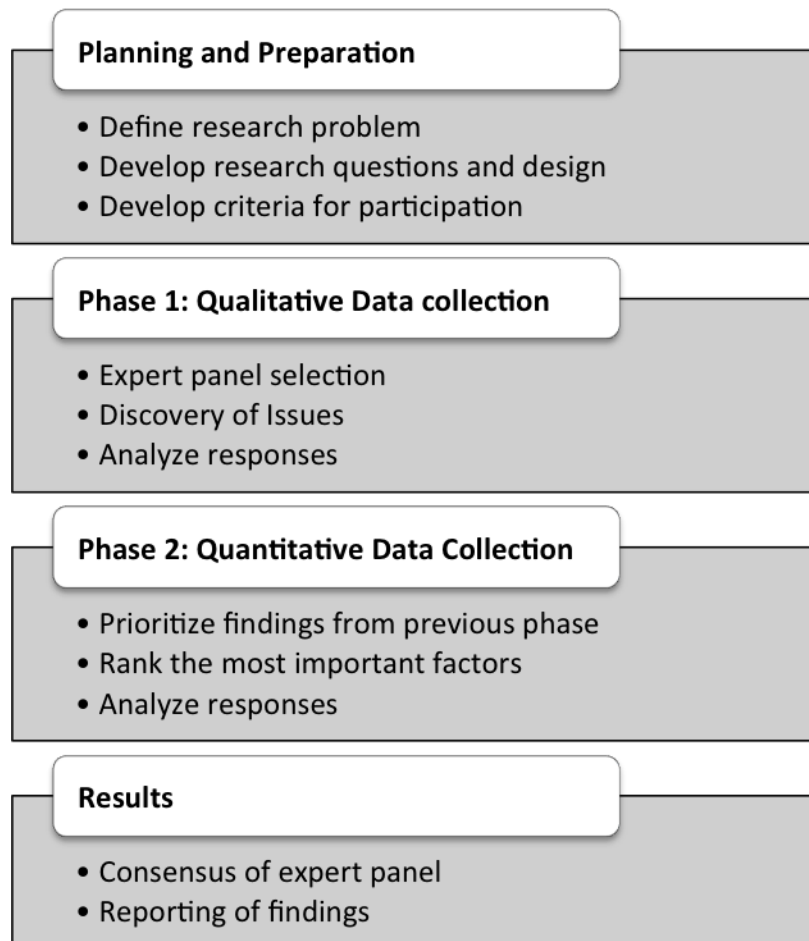 Planning and Preparation
• Define research problem
• Develop research questions and design
• Develop criteria for participation
Phase 1: Qualitative Data collection
• Expert panel selection
• Discovery of Issues
• Analyze responses
Phase 2: Quantitative Data Collection
• Prioritize findings from previous phase
• Rank the most important factors
• Analyze responses
Results
• Consensus of expert panel
• Reporting of findings